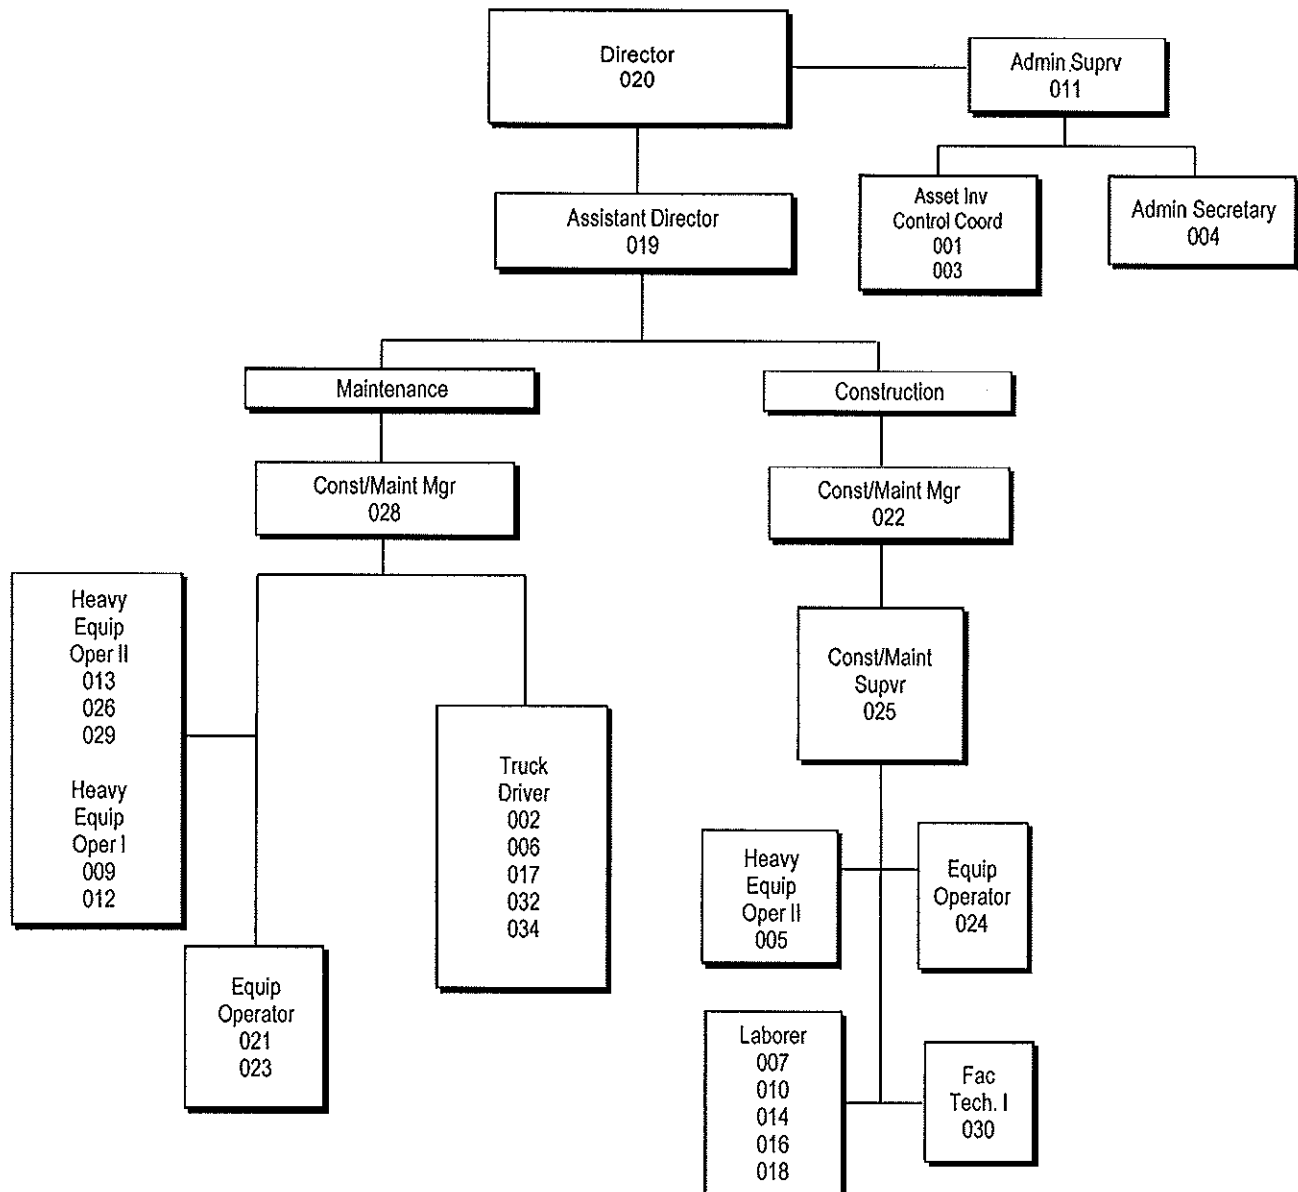 Director
020
Admin Suprv
011
Assistant Director
019
Asset Inv
Control Coord
001
003
Admin Secretary
004
Maintenance
Construction
Const/Maint Mgr
028
Const/Maint Mgr
022
Heavy
Equip
Oper II
013
026
029
Heavy
Equip
Oper I
009
012
Equip
Operator
021
023
Truck
Driver
002
006
017
032
034
Const/Maint
Supvr
025
Heavy
Equip
Oper II
005
Equip
Operator
024
Laborer
007
010
014
016
018
Fac
Tech. I
030